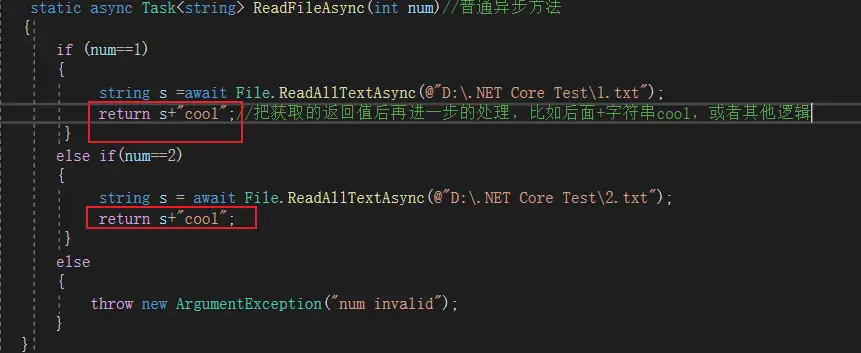 static async Task<string> ReadFileAsync(int num)//普通异步方法
{
if (num==1)
{
string s =await File.ReadAllTextAsync(@"D:\.NET Core Test\1.txt");
return s+"cool";//把获取的返回值后再进一步的处理，比如后面+字符串cool，或者其他逻辑
}
else if(num==2)
{
string s = await File.ReadAllTextAsync(@"D:\.NET Core Test\2.txt");
return s+"cool";
}
else
{
throw new ArgumentException("num invalid");
}
}